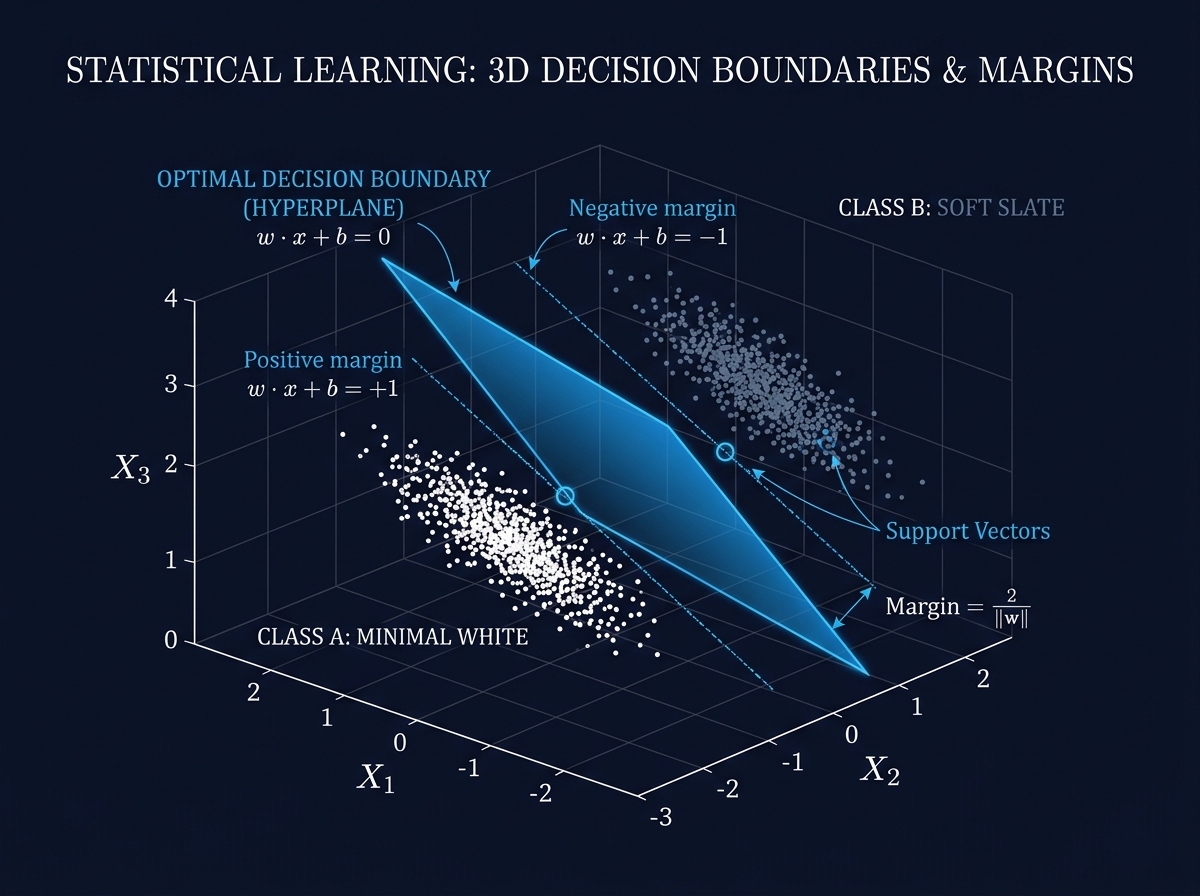 STATISTICAL LEARNING: 3D DECISION BOUNDARIES & MARGINS
OPTIMAL DECISION BOUNDARY
(HYPERPLANE)
w · x + b = 0
Negative margin
w · x + b = −1
CLASS B: SOFT SLATE
Positive margin
w · x + b = +1
4
3
2
1
0
X₃
Support Vectors
Margin = 2/‖w‖
CLASS A: MINIMAL WHITE
2
1
0
-1
-2
X₁
-3
-2
-1
0
1
2
X₂